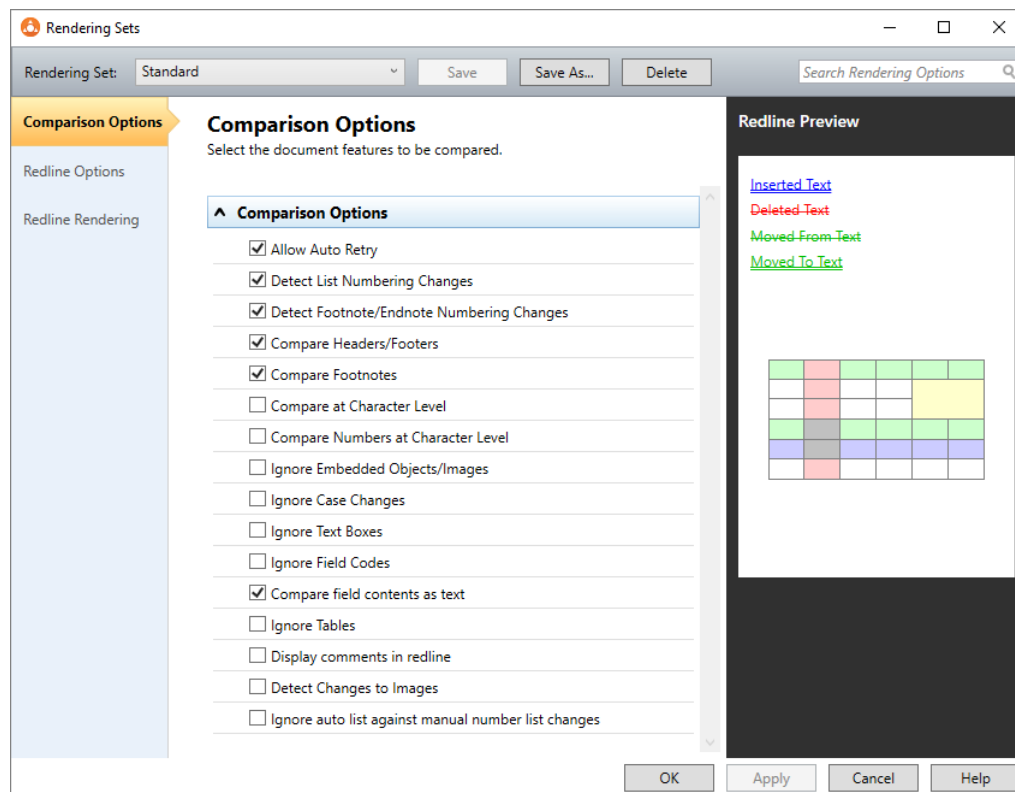 Rendering Sets
Rendering Set: Standard Save Save As... Delete Search Rendering Options
Comparison Options
Redline Options
Redline Rendering
Comparison Options
Select the document features to be compared.
Comparison Options
Allow Auto Retry
Detect List Numbering Changes
Detect Footnote/Endnote Numbering Changes
Compare Headers/Footers
Compare Footnotes
Compare at Character Level
Compare Numbers at Character Level
Ignore Embedded Objects/Images
Ignore Case Changes
Ignore Text Boxes
Ignore Field Codes
Compare field contents as text
Ignore Tables
Display comments in redline
Detect Changes to Images
Ignore auto list against manual number list changes
Redline Preview
Inserted Text
Deleted Text
Moved From Text
Moved To Text
OK Apply Cancel Help